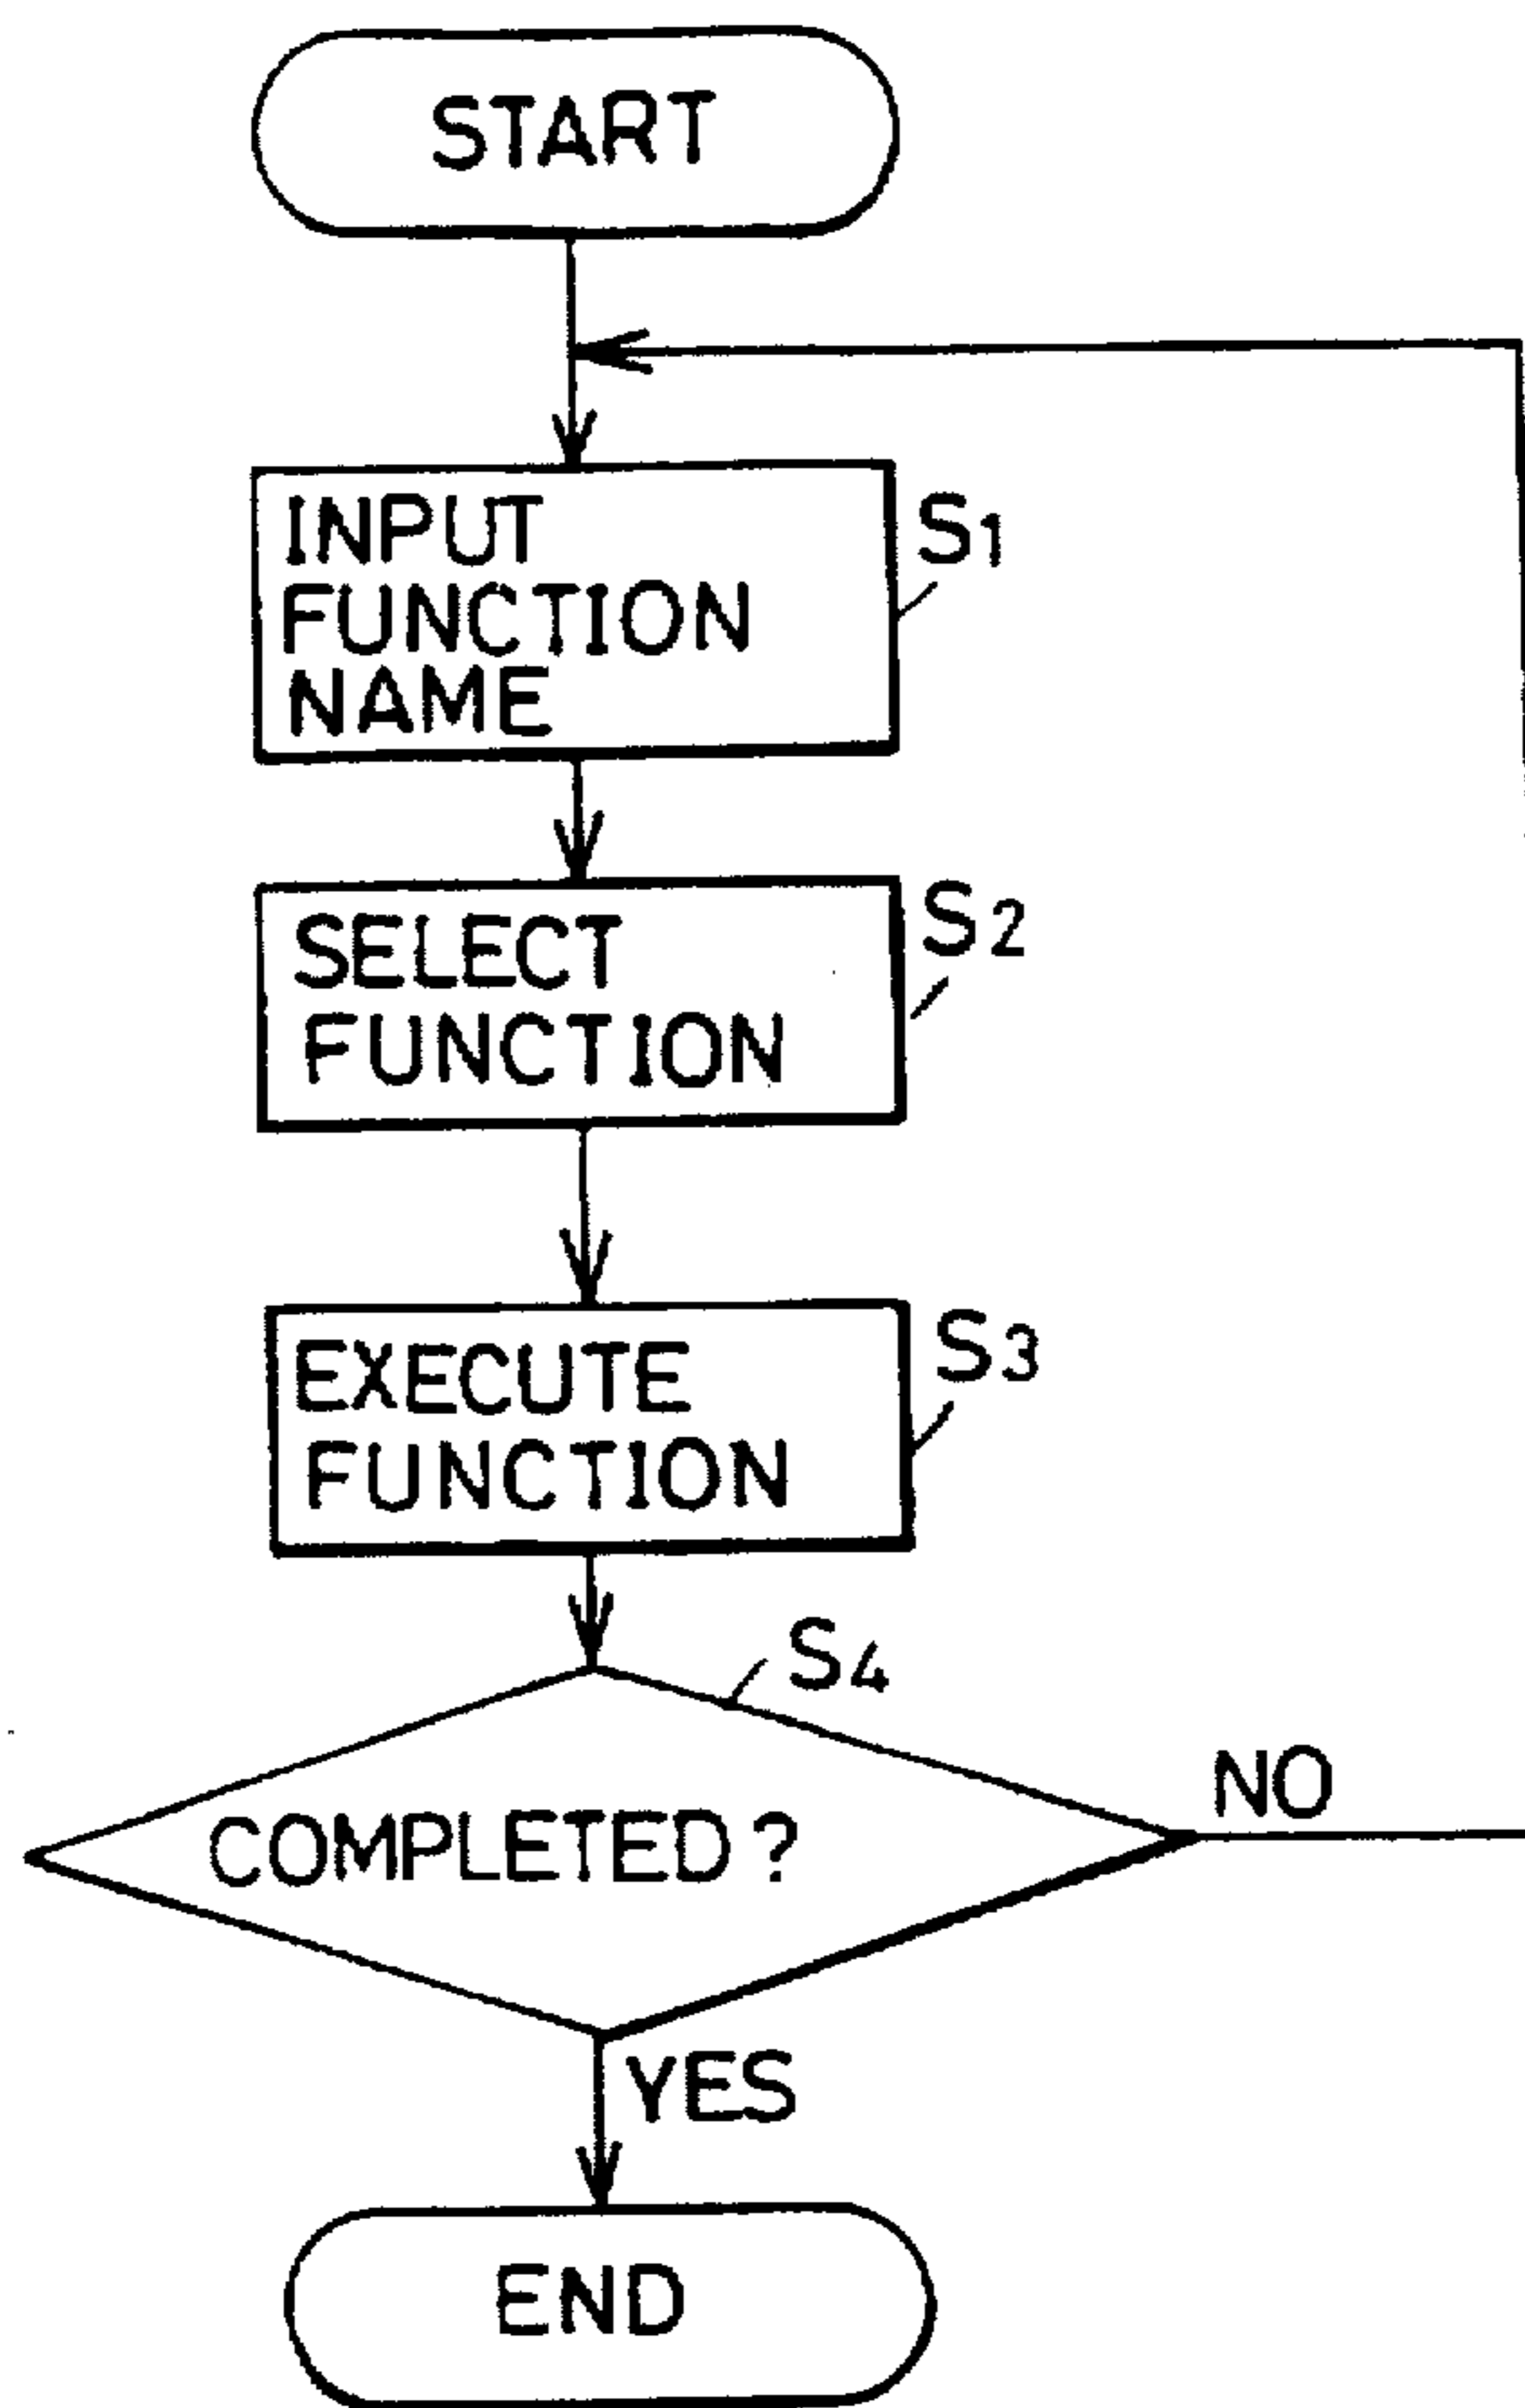 START
INPUT
FUNCTION
NAME
S1
SELECT
FUNCTION
S2
EXECUTE
FUNCTION
S3
S4
COMPLETED?
NO
YES
END